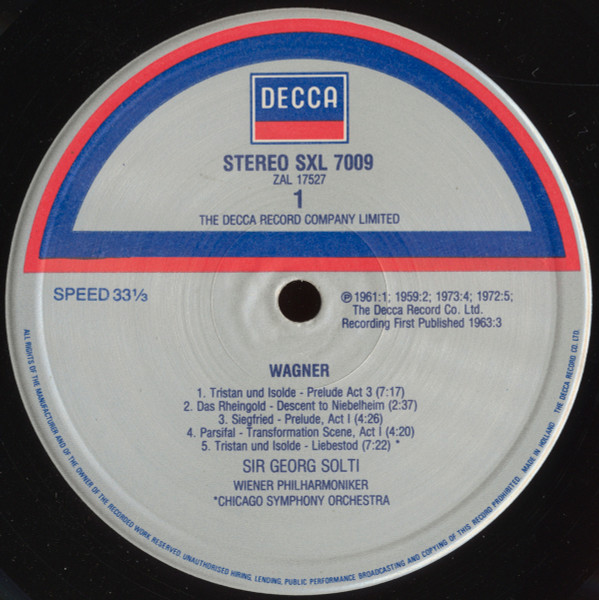 DECCA
STEREO SXL 7009
ZAL 17527
1
THE DECCA RECORD COMPANY LIMITED
SPEED 33⅓
℗ 1961:1; 1959:2; 1973:4; 1972:5;
The Decca Record Co. Ltd.
Recording First Published 1963:3
WAGNER
1. Tristan und Isolde - Prelude Act 3 (7:17)
2. Das Rheingold - Descent to Niebelheim (2:37)
3. Siegfried - Prelude, Act I (4:26)
4. Parsifal - Transformation Scene, Act I (4:20)
5. Tristan und Isolde - Liebestod (7:22) *
SIR GEORG SOLTI
WIENER PHILHARMONIKER
*CHICAGO SYMPHONY ORCHESTRA
ALL RIGHTS OF THE MANUFACTURER AND OF THE OWNER OF THE RECORDED WORK RESERVED. UNAUTHORISED HIRING, LENDING, PUBLIC PERFORMANCE BROADCASTING AND COPYING OF THIS RECORD PROHIBITED. MADE IN HOLLAND THE DECCA RECORD CO. LTD.